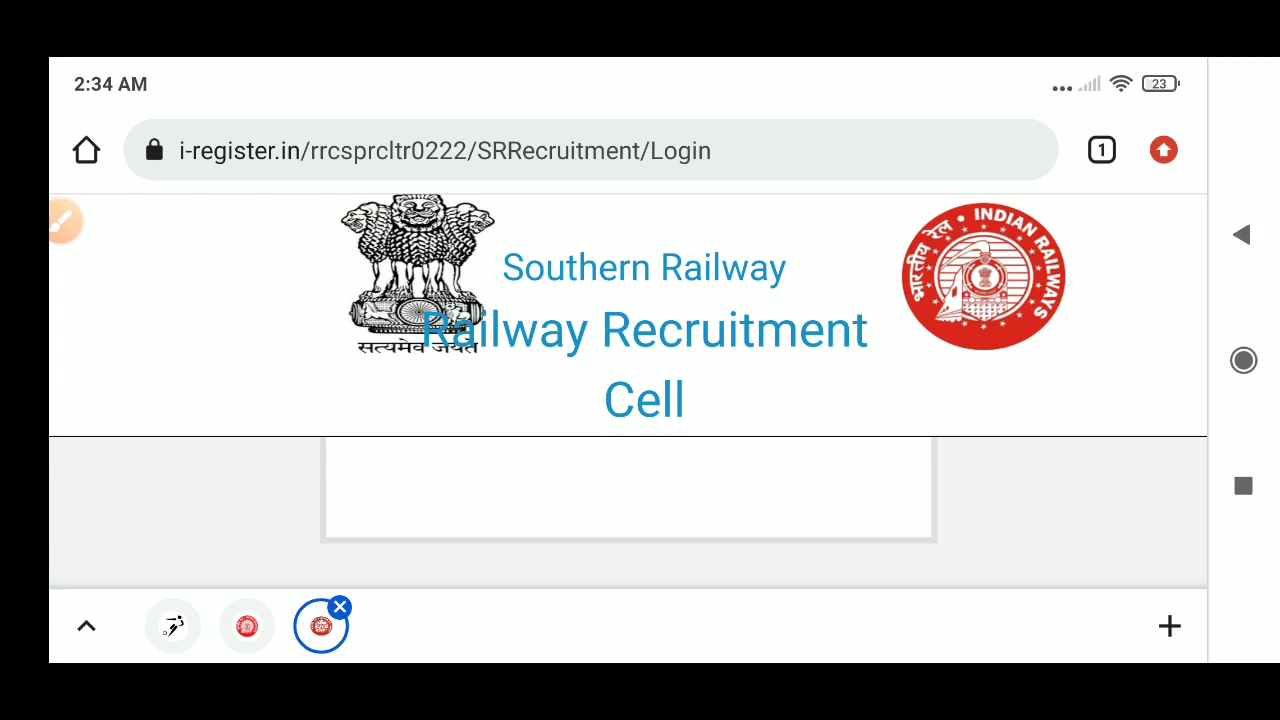 2:34 AM
23
i-register.in/rrcsprcltr0222/SRRecruitment/Login
1
भारतीय रेल • INDIAN RAILWAYS
Southern Railway
Railway Recruitment
सत्यमेव जयते
Cell